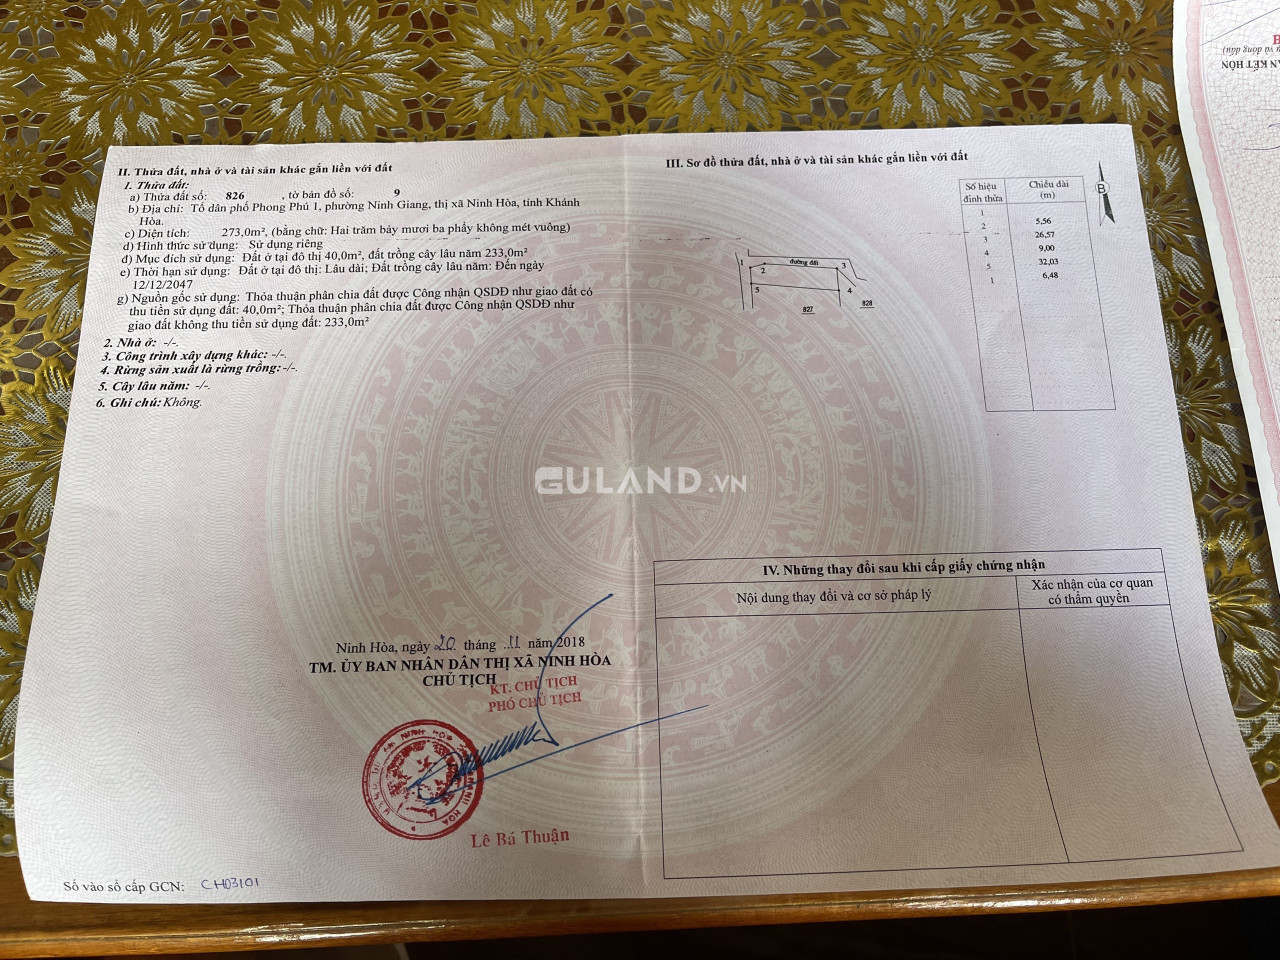 II. Thửa đất, nhà ở và tài sản khác gắn liền với đất
1. Thửa đất:
a) Thửa đất số: 826 , tờ bản đồ số: 9
b) Địa chỉ: Tổ dân phố Phong Phú 1, phường Ninh Giang, thị xã Ninh Hòa, tỉnh Khánh
Hòa.
c) Diện tích: 273,0m², (bằng chữ: Hai trăm bảy mươi ba phẩy không mét vuông)
d) Hình thức sử dụng: Sử dụng riêng
đ) Mục đích sử dụng: Đất ở tại đô thị 40,0m², đất trồng cây lâu năm 233,0m²
e) Thời hạn sử dụng: Đất ở tại đô thị: Lâu dài; Đất trồng cây lâu năm: Đến ngày
12/12/2047
g) Nguồn gốc sử dụng: Thỏa thuận phân chia đất được Công nhận QSDĐ như giao đất có
thu tiền sử dụng đất: 40,0m²; Thỏa thuận phân chia đất được Công nhận QSDĐ như
giao đất không thu tiền sử dụng đất: 233,0m²
2. Nhà ở: -/-.
3. Công trình xây dựng khác: -/-.
4. Rừng sản xuất là rừng trồng:-/-.
5. Cây lâu năm: -/-.
6. Ghi chú: Không.
Ninh Hòa, ngày 20 tháng 11 năm 2018
TM. ỦY BAN NHÂN DÂN THỊ XÃ NINH HÒA
CHỦ TỊCH
KT. CHỦ TỊCH
PHÓ CHỦ TỊCH
Lê Bá Thuận
Số vào sổ cấp GCN: CH03101
III. Sơ đồ thửa đất, nhà ở và tài sản khác gắn liền với đất
Số hiệu đỉnh thửa
Chiều dài (m)
1
5,56
2
26,57
3
9,00
4
32,03
5
6,48
1
B
1
2
đường đất
3
5
4
827
828
GULAND.VN
IV. Những thay đổi sau khi cấp giấy chứng nhận
Nội dung thay đổi và cơ sở pháp lý
Xác nhận của cơ quan
có thẩm quyền